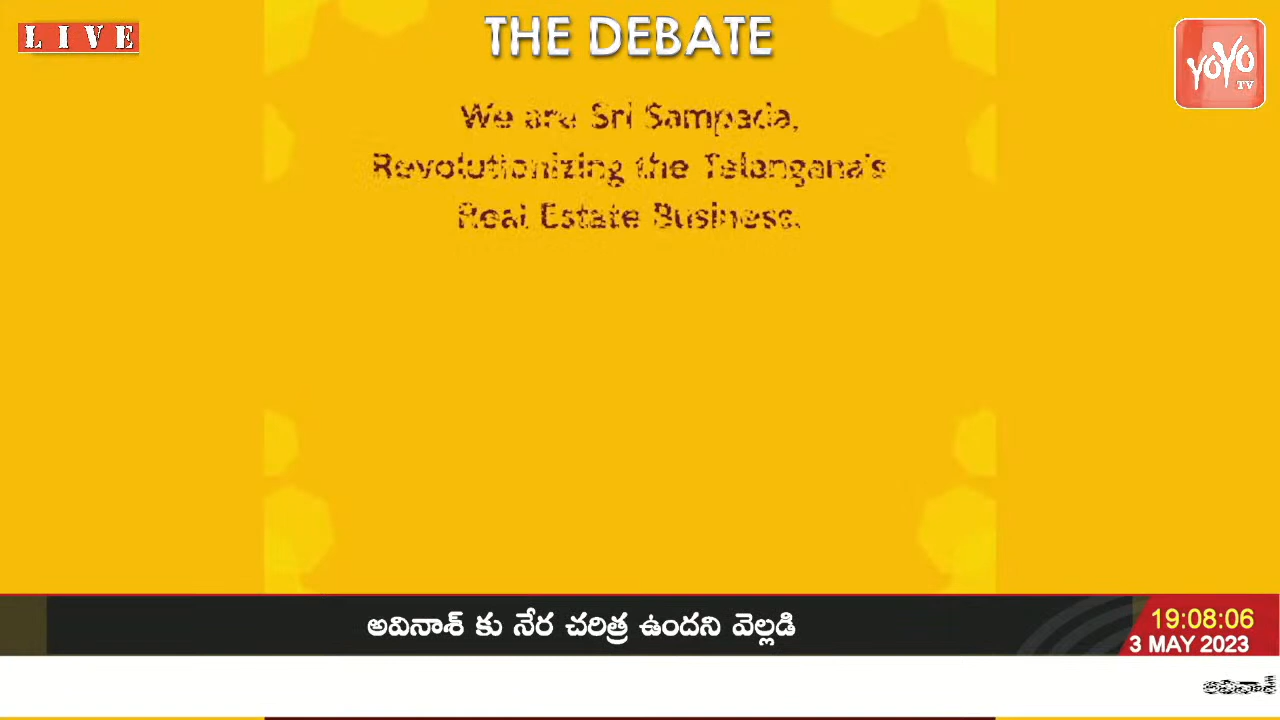 LIVE
THE DEBATE
YOYO
TV
We are Sri Sampada,
Revolutionizing the Telangana's
Real Estate Business.
అవినాశ్ కు నేర చరిత్ర ఉందని వెల్లడి
19:08:06
3 MAY 2023